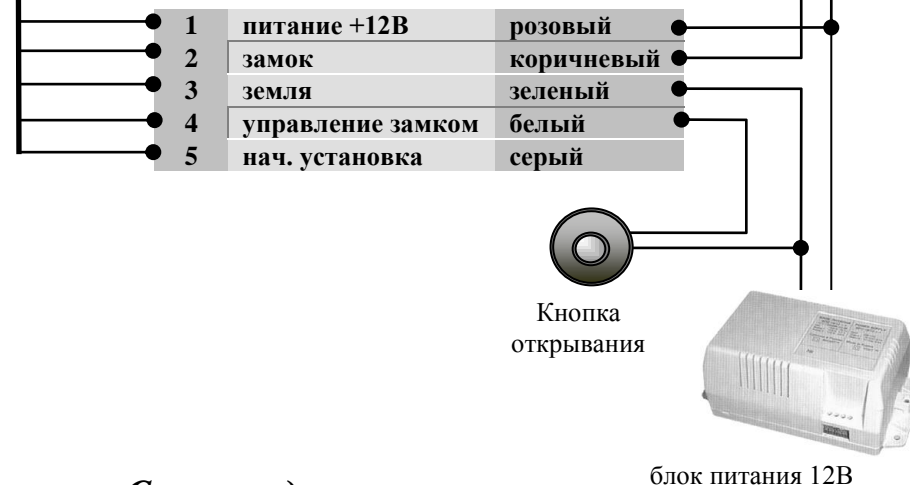 1 питание +12В розовый
2 замок коричневый
3 земля зеленый
4 управление замком белый
5 нач. установка серый
Кнопка
открывания
блок питания 12В